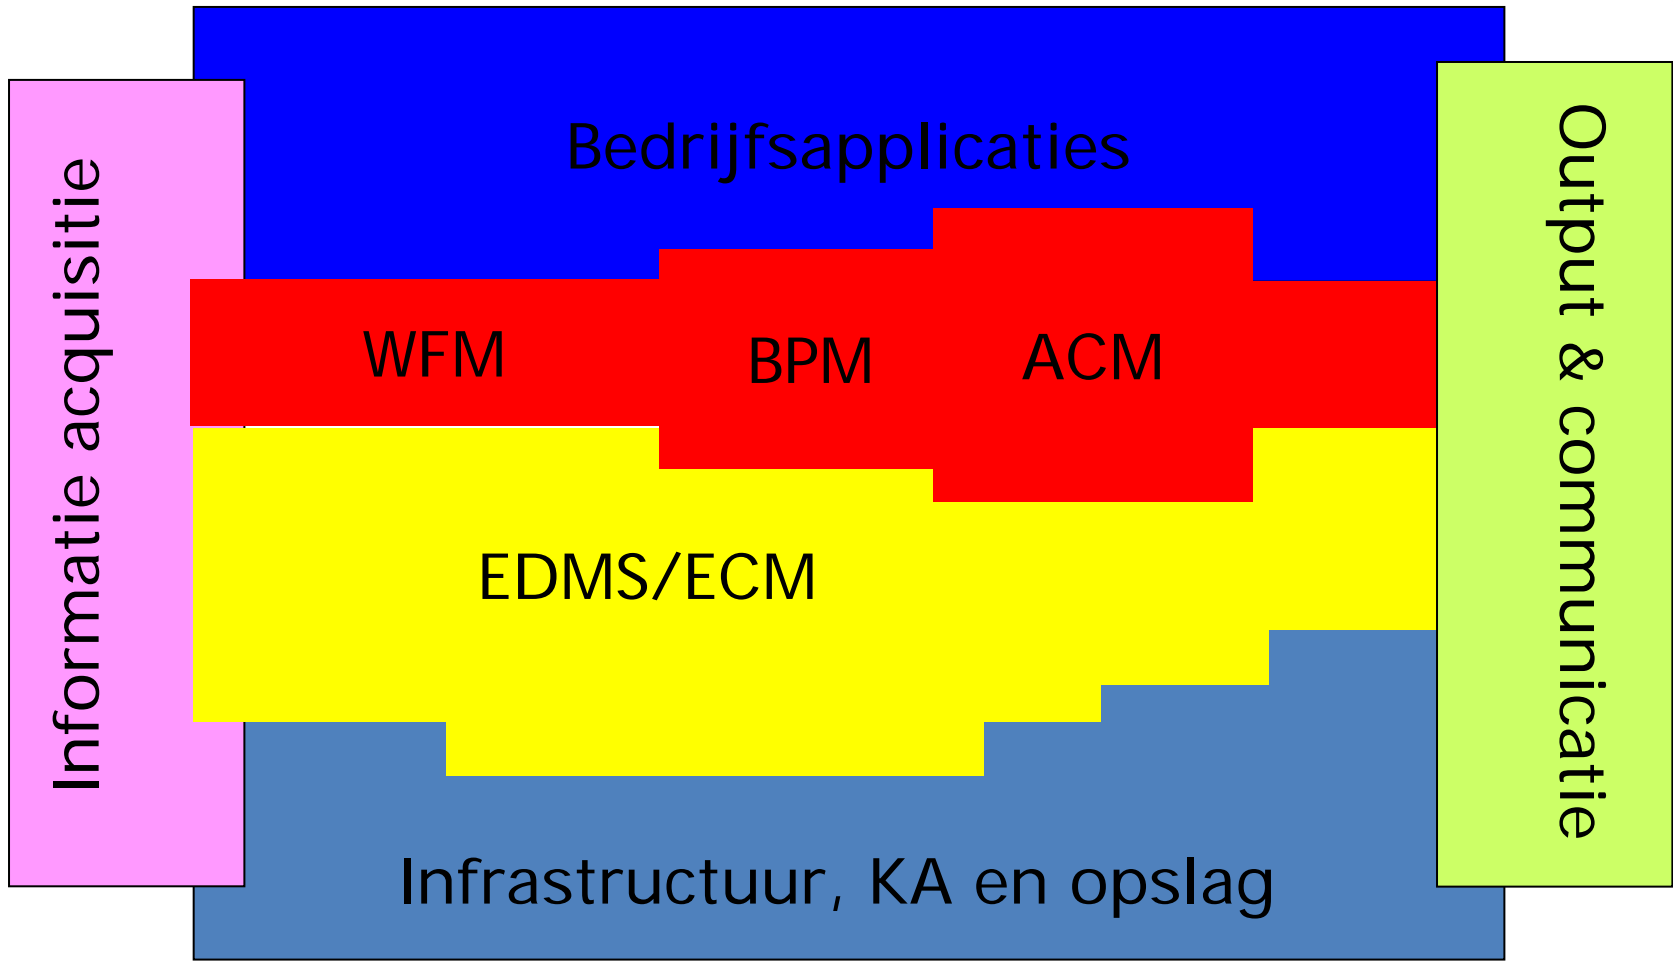 Bedrijfsapplicaties
Informatie acquisitie
WFM
BPM
ACM
Output & communicatie
EDMS/ECM
Infrastructuur, KA en opslag